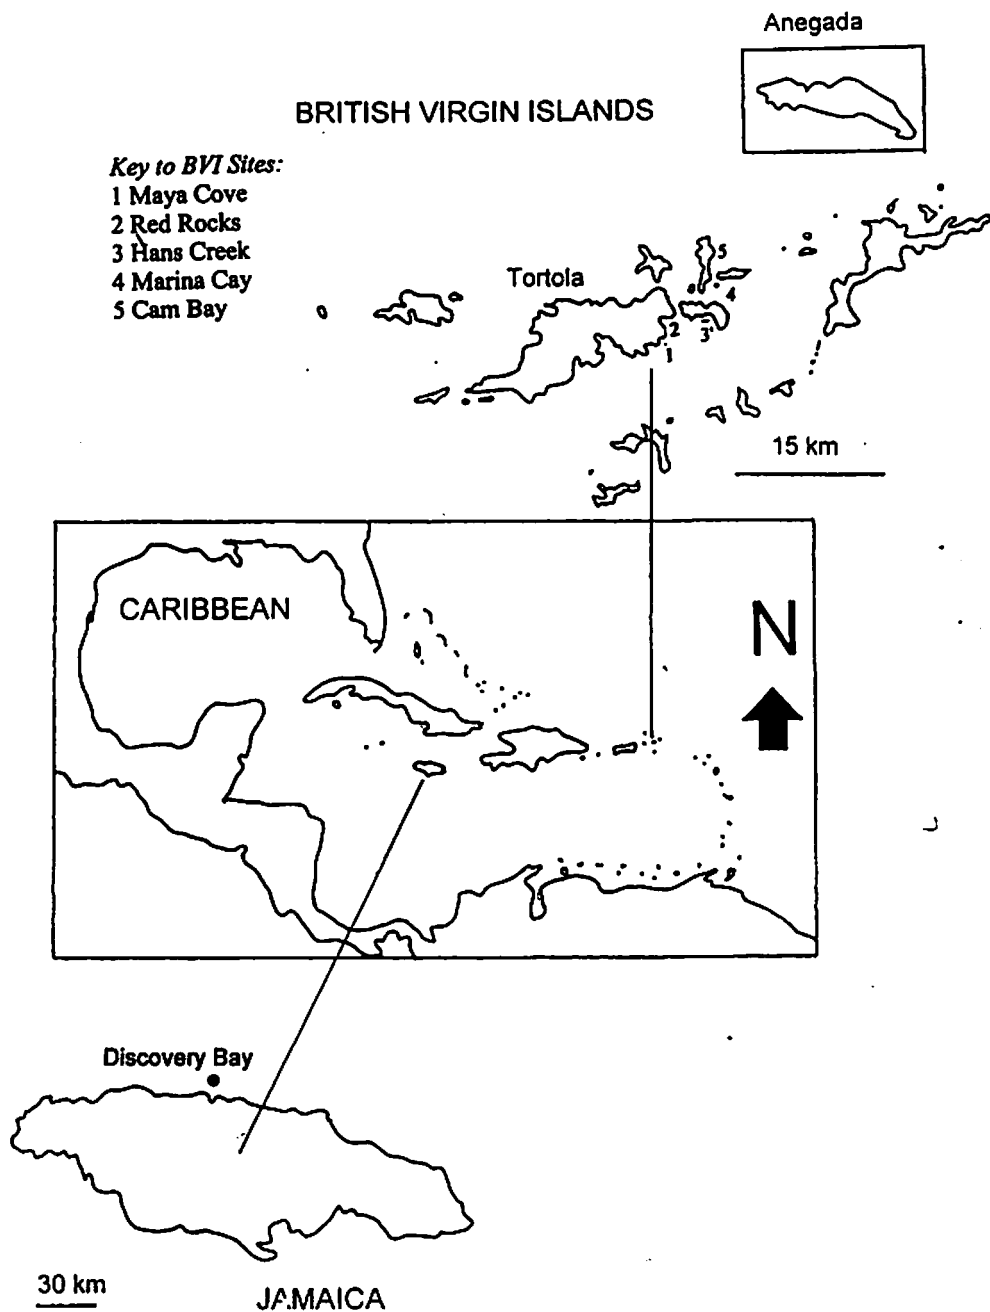 Anegada
BRITISH VIRGIN ISLANDS
Key to BVI Sites:
1 Maya Cove
2 Red Rocks
3 Hans Creek
4 Marina Cay
5 Cam Bay
Tortola
5
4
2
3
1
15 km
CARIBBEAN
N
Discovery Bay
30 km
JAMAICA